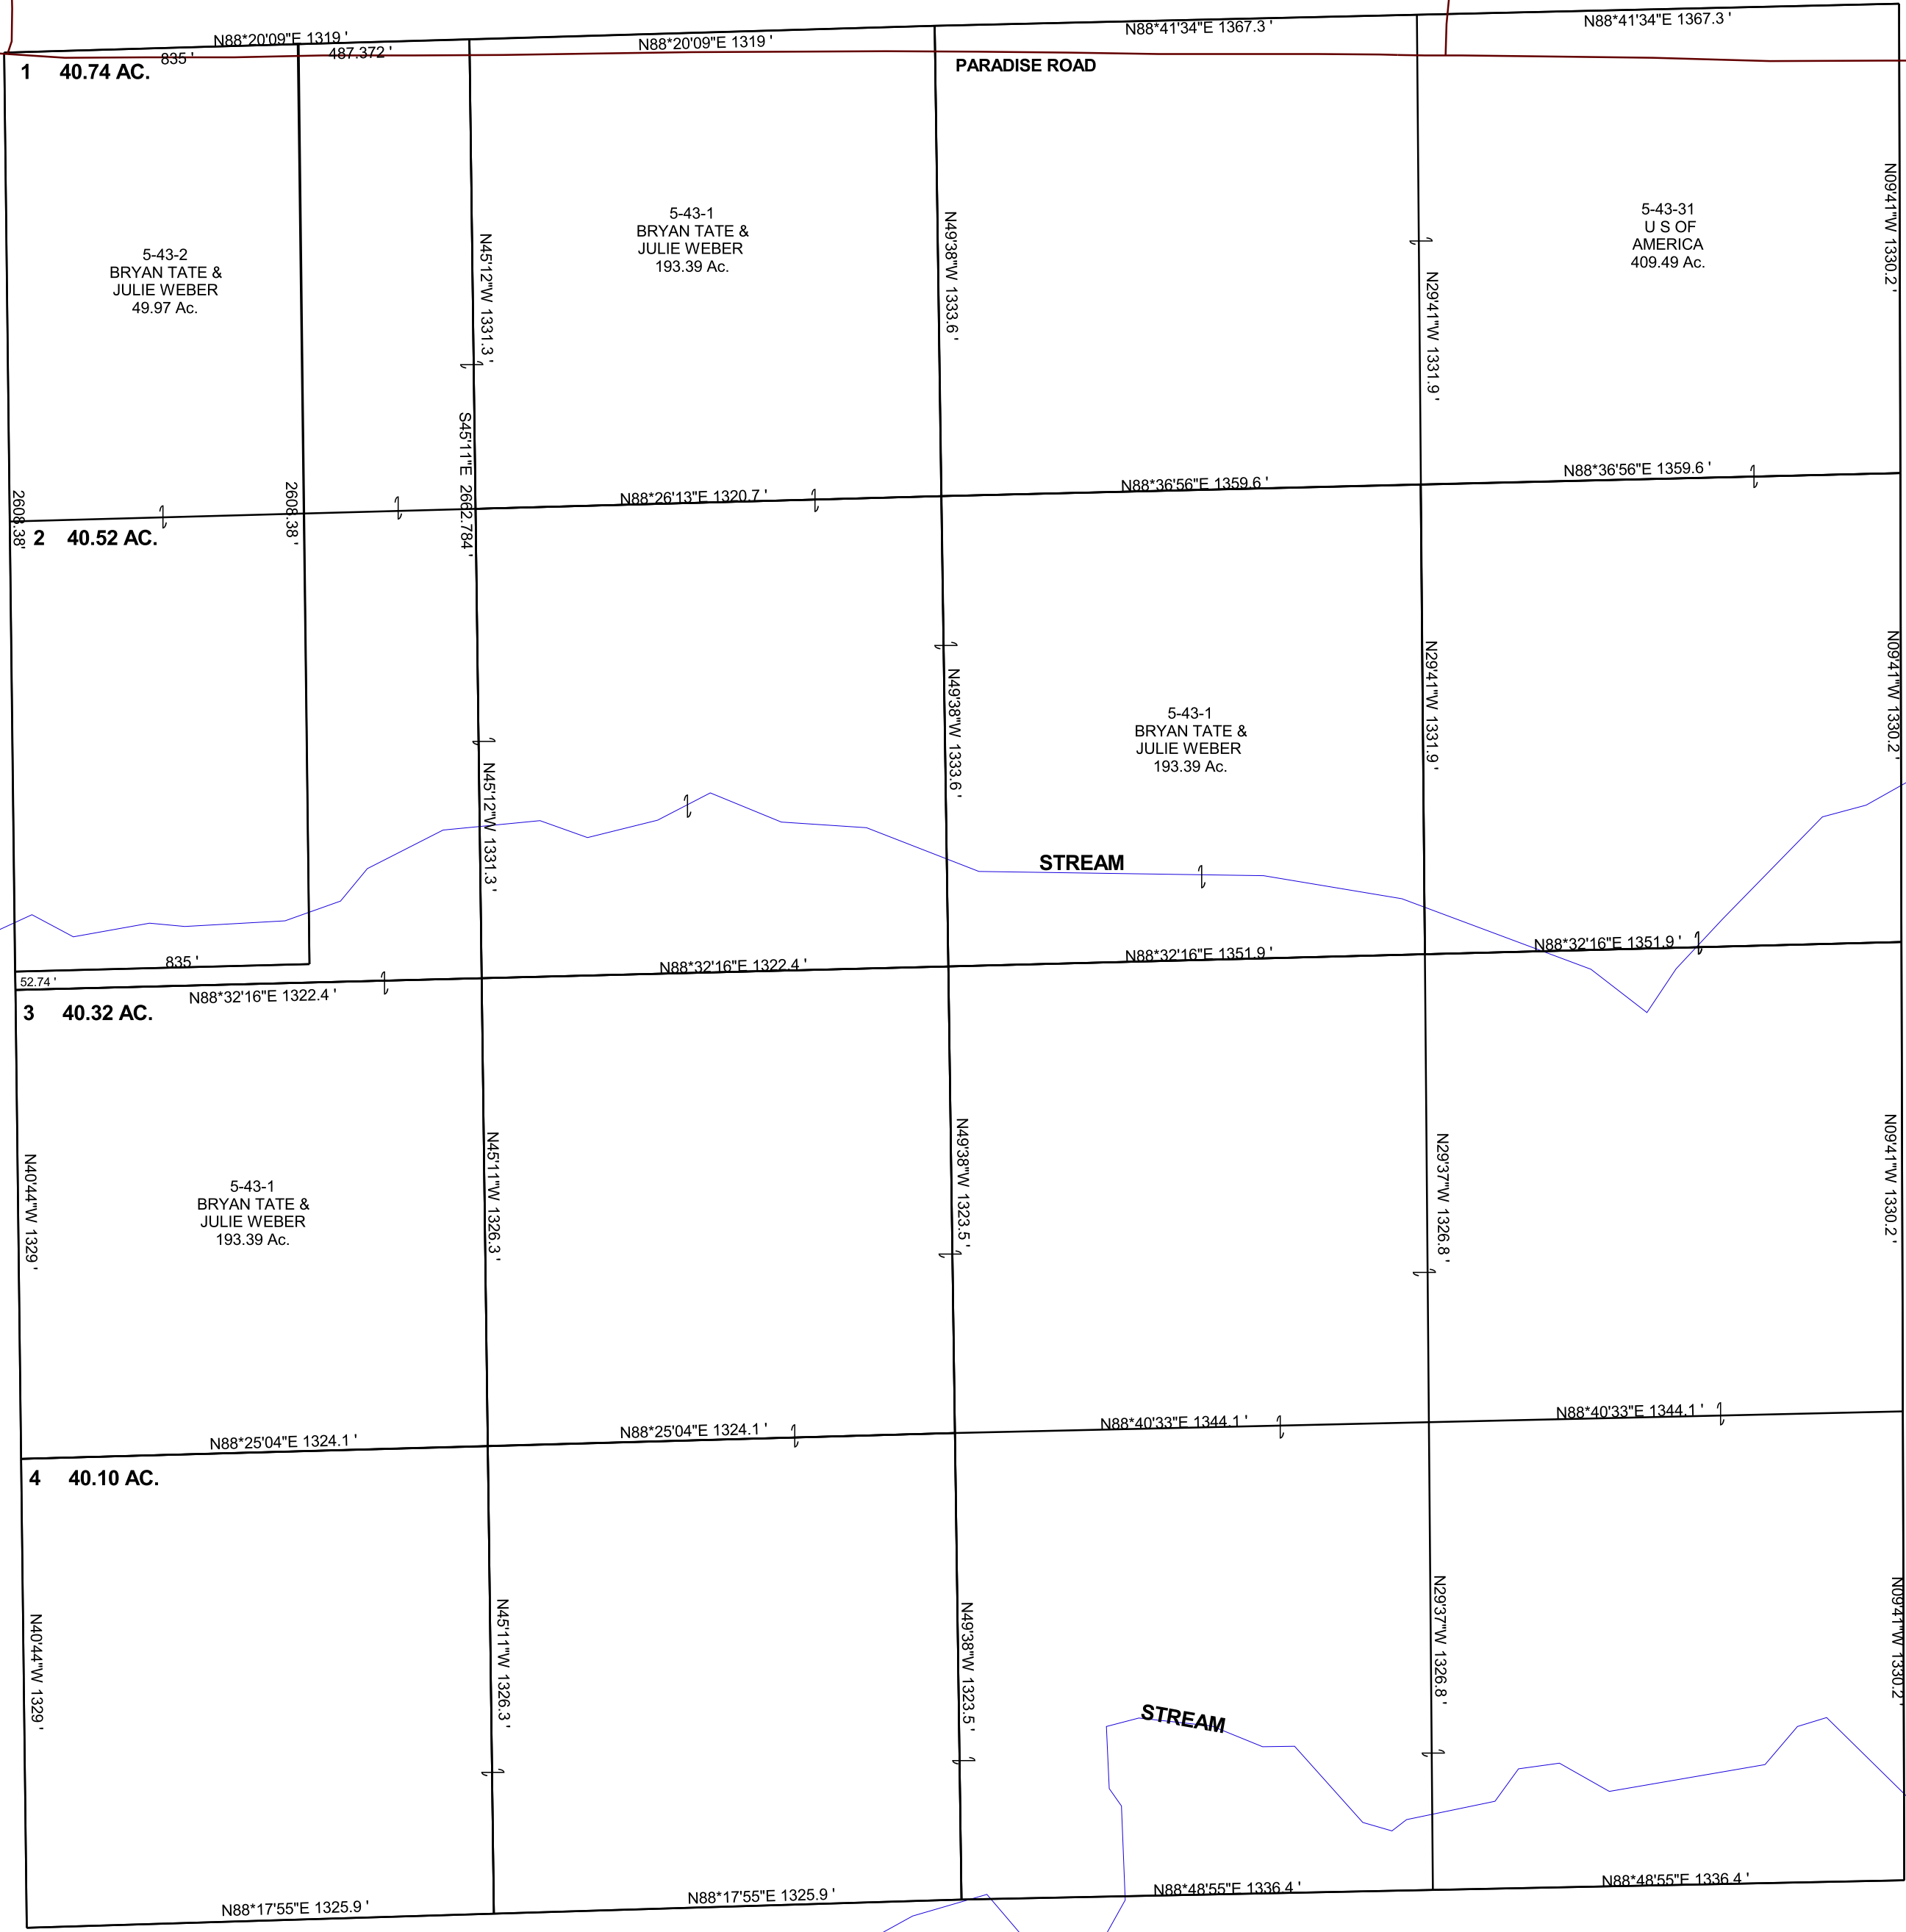 N88*20'09"E 1319 '
N88*20'09"E 1319 '
N88*41'34"E 1367.3 '
N88*41'34"E 1367.3 '
835 '
487.372 '
1 40.74 AC.
PARADISE ROAD
5-43-2
BRYAN TATE &
JULIE WEBER
49.97 Ac.
N45'12"W 1331.3 '
5-43-1
BRYAN TATE &
JULIE WEBER
193.39 Ac.
N49'38"W 1333.6 '
N29'41"W 1331.9 '
5-43-31
U S OF
AMERICA
409.49 Ac.
N09'41"W 1330.2 '
S45'11"E 2662.784 '
2608.38'
2608.38 '
N88*26'13"E 1320.7 '
N88*36'56"E 1359.6 '
N88*36'56"E 1359.6 '
2 40.52 AC.
N45'12"W 1331.3 '
N49'38"W 1333.6 '
5-43-1
BRYAN TATE &
JULIE WEBER
193.39 Ac.
N29'41"W 1331.9 '
N09'41"W 1330.2 '
STREAM
835 '
52.74 '
N88*32'16"E 1322.4 '
N88*32'16"E 1322.4 '
N88*32'16"E 1351.9 '
N88*32'16"E 1351.9 '
3 40.32 AC.
N40'44"W 1329 '
5-43-1
BRYAN TATE &
JULIE WEBER
193.39 Ac.
N45'11"W 1326.3 '
N49'38"W 1323.5 '
N29'37"W 1326.8 '
N09'41"W 1330.2 '
N88*25'04"E 1324.1 '
N88*25'04"E 1324.1 '
N88*40'33"E 1344.1 '
N88*40'33"E 1344.1 '
4 40.10 AC.
N40'44"W 1329 '
N45'11"W 1326.3 '
N49'38"W 1323.5 '
N29'37"W 1326.8 '
N09'41"W 1330.2 '
STREAM
N88*17'55"E 1325.9 '
N88*17'55"E 1325.9 '
N88*48'55"E 1336.4 '
N88*48'55"E 1336.4 '